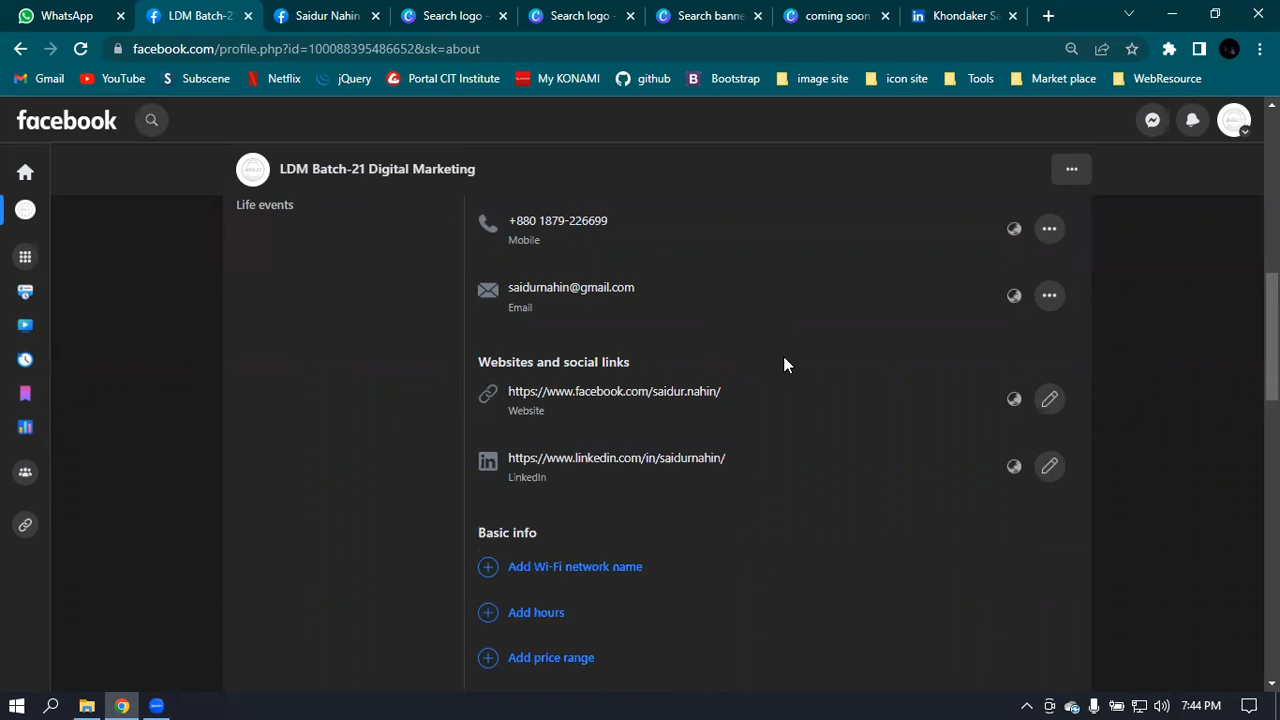 WhatsApp
LDM Batch-21
Saidur Nahin
Search logo -
Search logo -
Search bann
coming soon
Khondaker Sa
facebook.com/profile.php?id=100088395486652&sk=about
Gmail
YouTube
Subscene
Netflix
jQuery
Portal CIT Institute
My KONAMI
github
Bootstrap
image site
icon site
Tools
Market place
WebResource
facebook
LDM Batch-21 Digital Marketing
Life events
+880 1879-226699
Mobile
saidurnahin@gmail.com
Email
Websites and social links
https://www.facebook.com/saidur.nahin/
Website
https://www.linkedin.com/in/saidurnahin/
LinkedIn
Basic info
Add Wi-Fi network name
Add hours
Add price range
7:44 PM